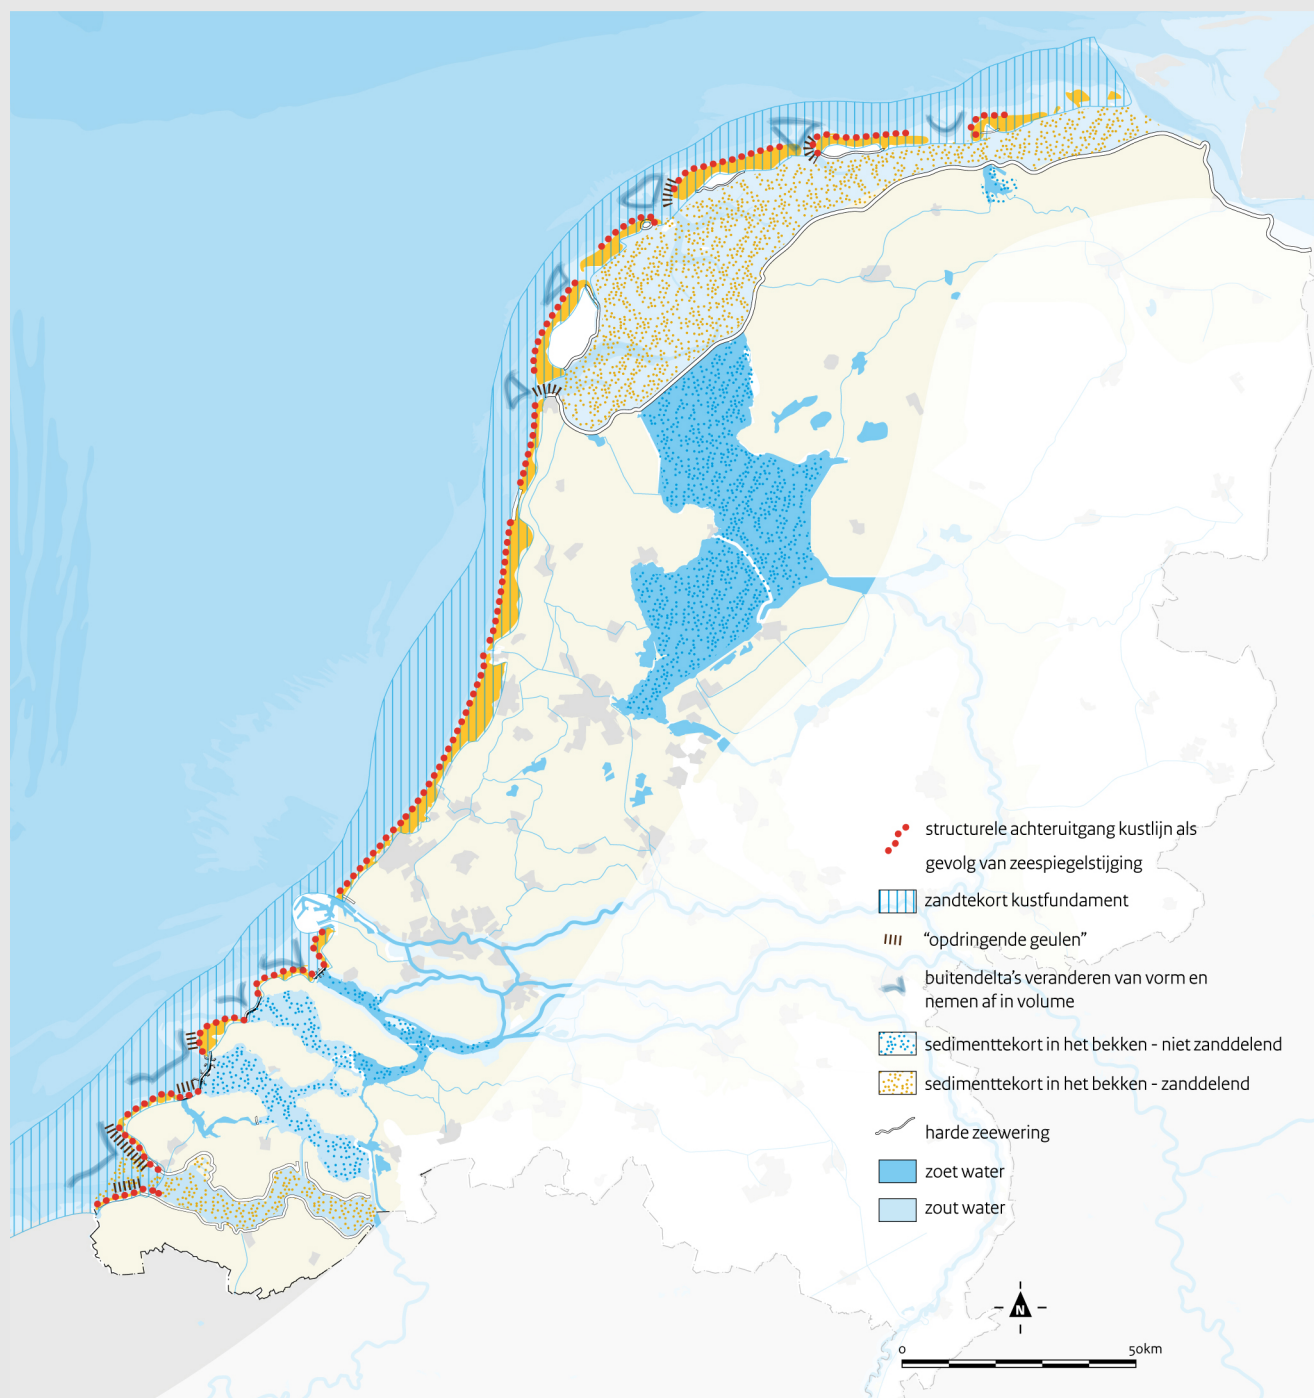 structurele achteruitgang kustlijn als
gevolg van zeespiegelstijging
zandtekort kustfundament
“opdringende geulen”
buitendelta’s veranderen van vorm en
nemen af in volume
sedimenttekort in het bekken - niet zanddelend
sedimenttekort in het bekken - zanddelend
harde zeewering
zoet water
zout water
N
0 50km